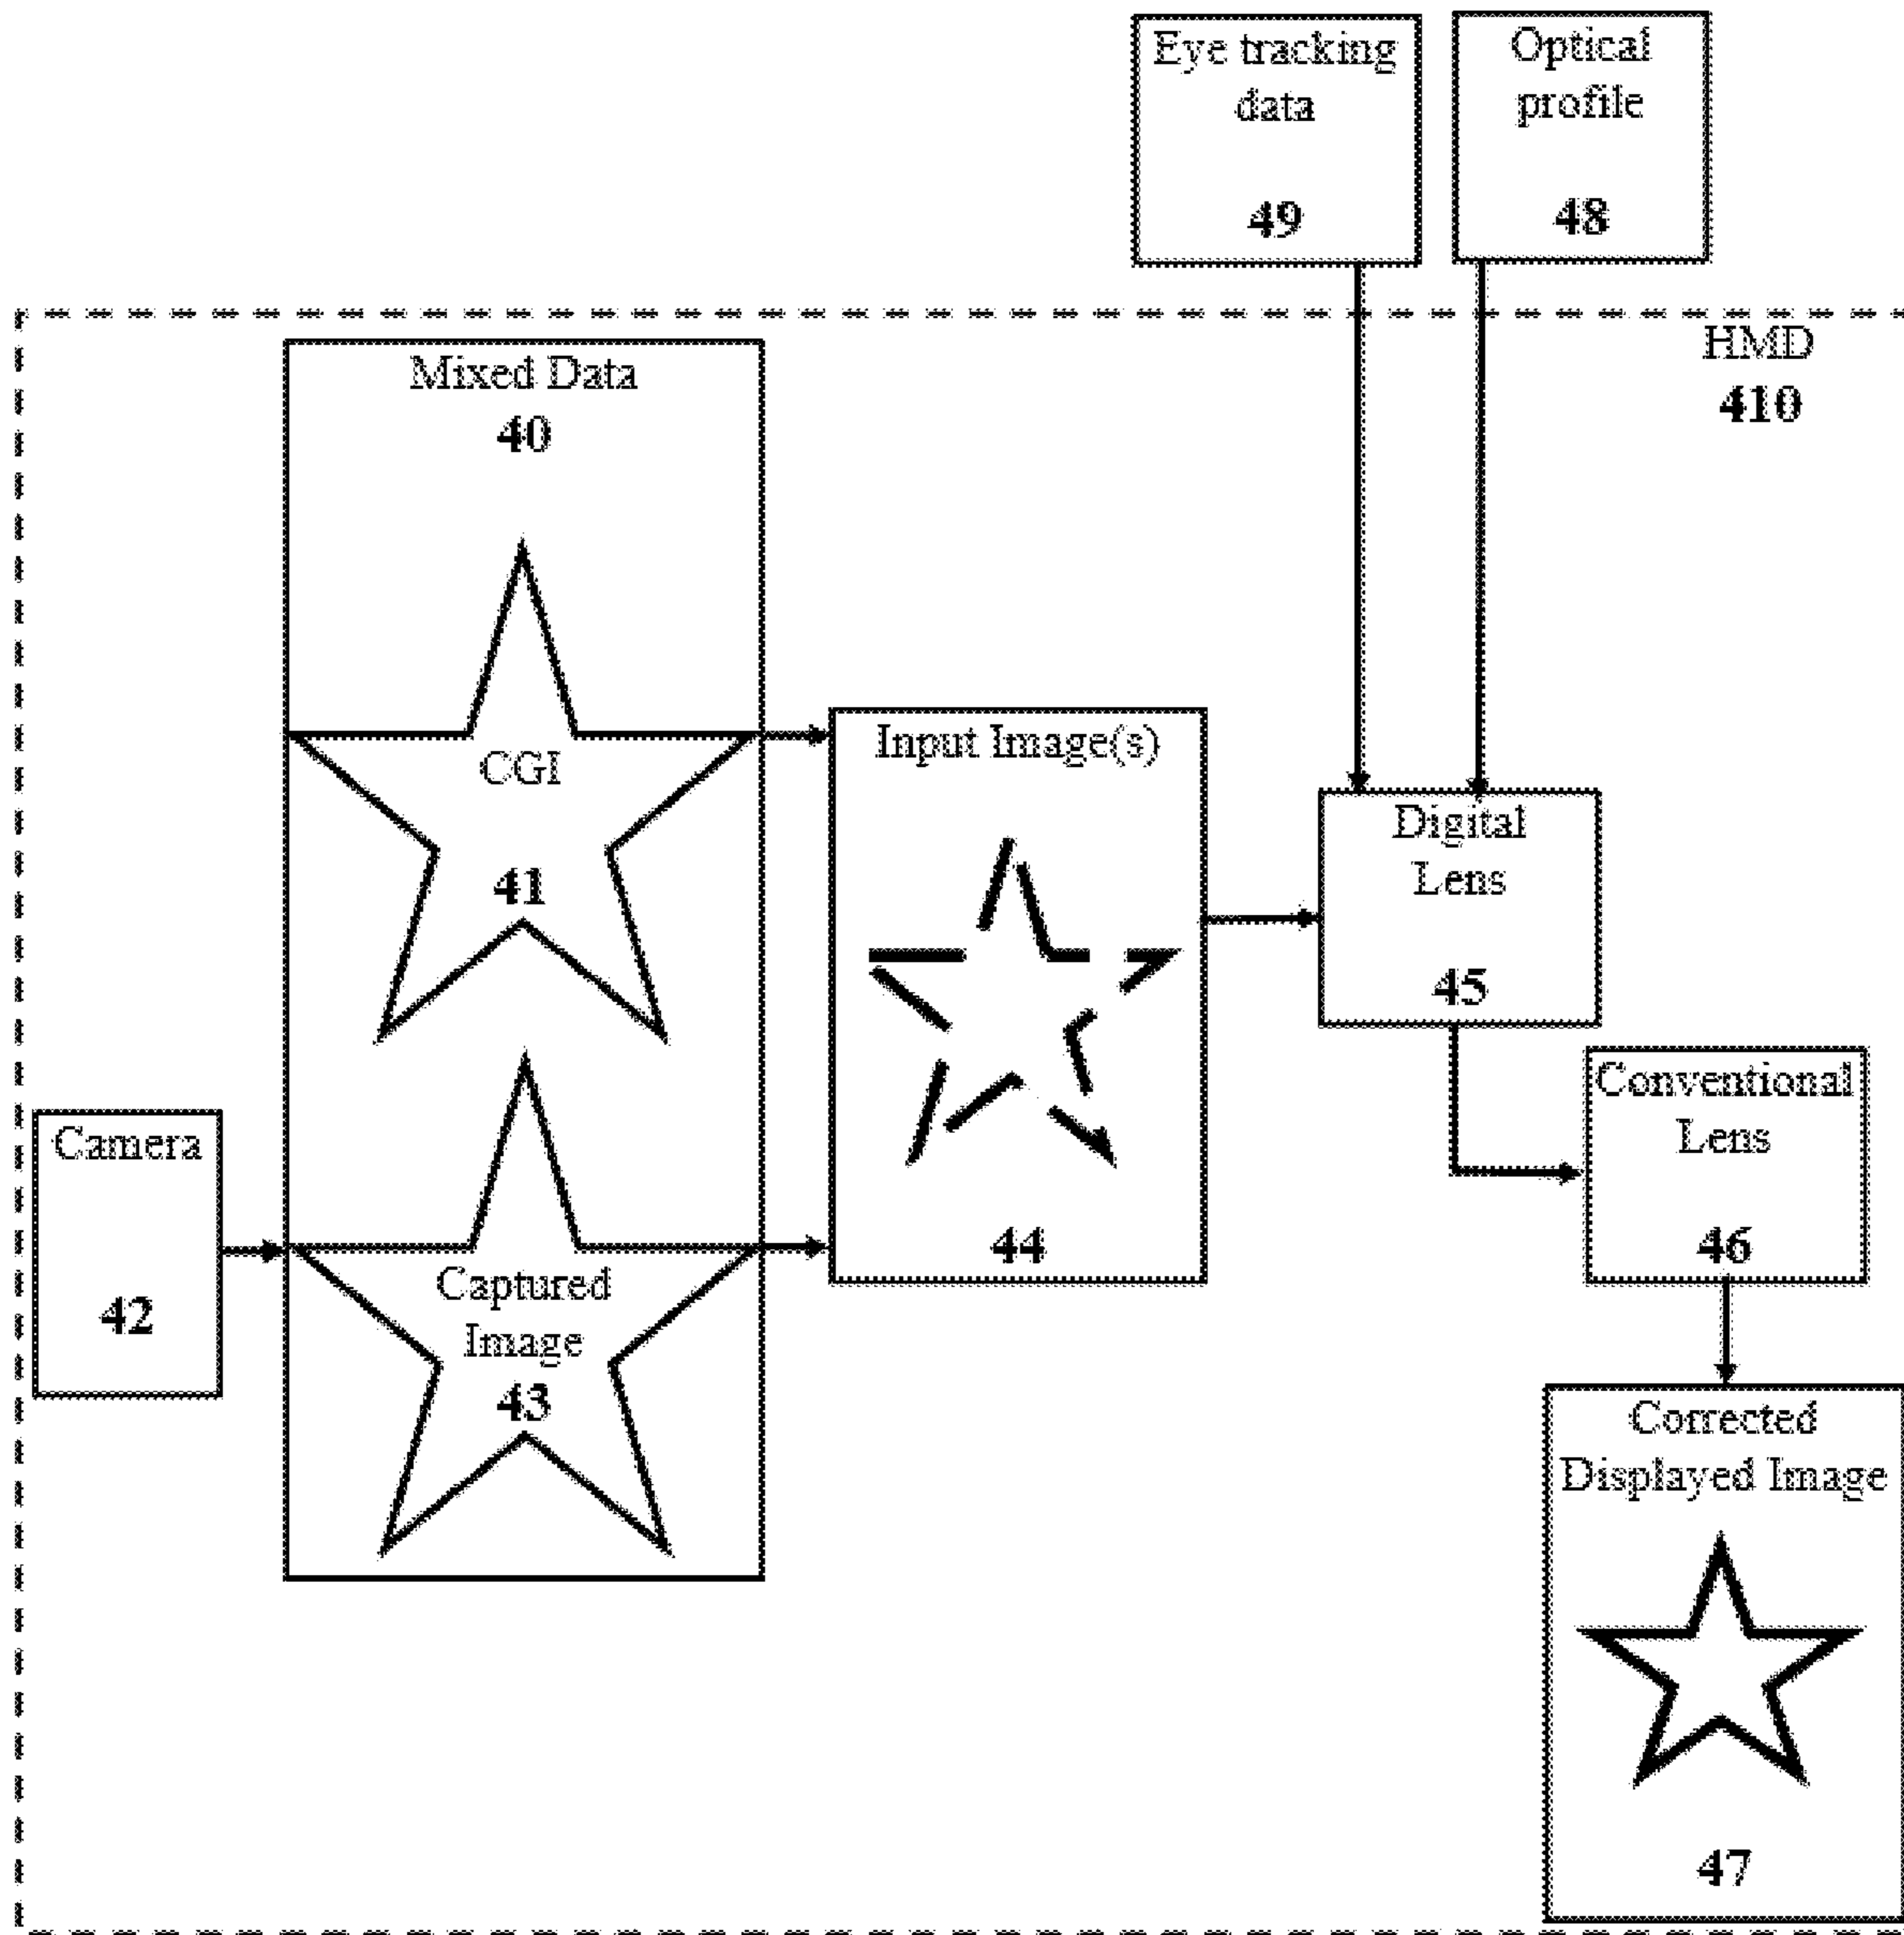 Eye tracking
data
49
Optical
profile
48
HMD
410
Mixed Data
40
CGI
41
Input Image(s)
44
Digital
Lens
45
Conventional
Lens
46
Camera
42
Captured
Image
43
Corrected
Displayed Image
47